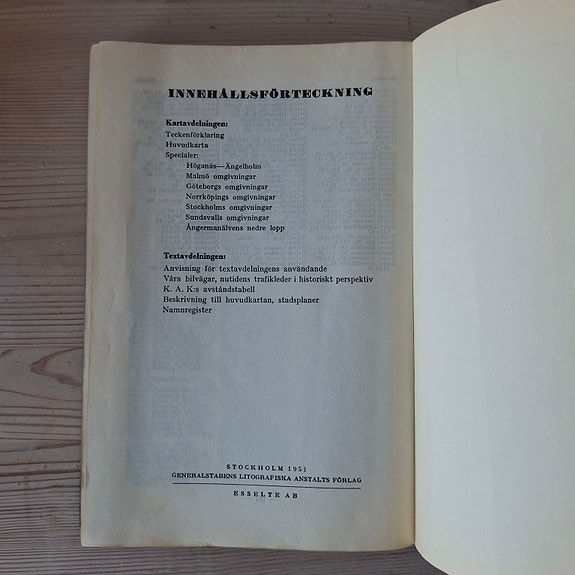 INNEHÅLLSFÖRTECKNING
Kartavdelningen:
Teckenförklaring
Huvudkarta
Specialer:
Höganäs—Ängelholm
Malmö omgivningar
Göteborgs omgivningar
Norrköpings omgivningar
Stockholms omgivningar
Sundsvalls omgivningar
Ångermanälvens nedre lopp
Textavdelningen:
Anvisning för textavdelningens användande
Våra bilvägar, nutidens trafikleder i historiskt perspektiv
K. A. K:s avståndstabell
Beskrivning till huvudkartan, stadsplaner
Namnregister
STOCKHOLM 1951
GENERALSTABENS LITOGRAFISKA ANSTALTS FÖRLAG
ESSELTE AB